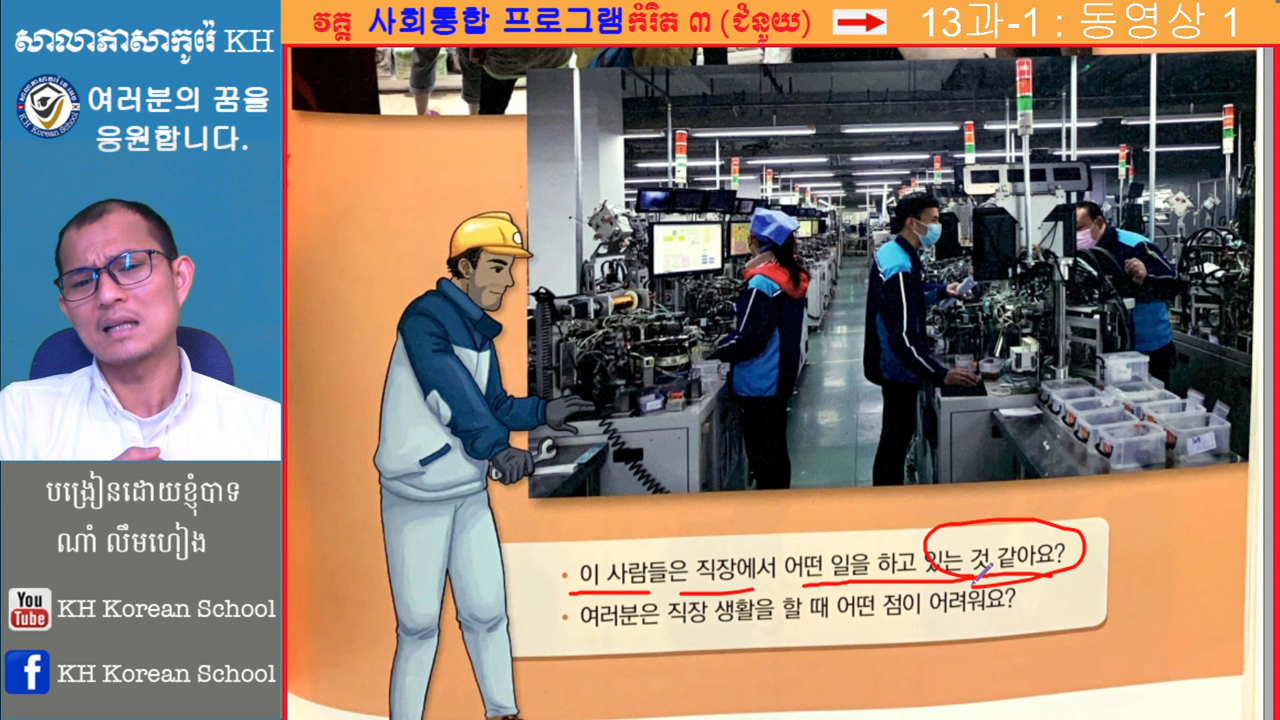 សាលាភាសាកូរ៉េ KH
여러분의 꿈을
응원합니다.
វគ្គ 사회통합 프로그램 កំរិត ៣ (ជំនួយ)
13과-1 : 동영상 1
이 사람들은 직장에서 어떤 일을 하고 있는 것 같아요?
여러분은 직장 생활을 할 때 어떤 점이 어려워요?
បង្រៀនដោយខ្ញុំបាទ
ណាំ លឹមហៀង
You
Tube
KH Korean School
KH Korean School